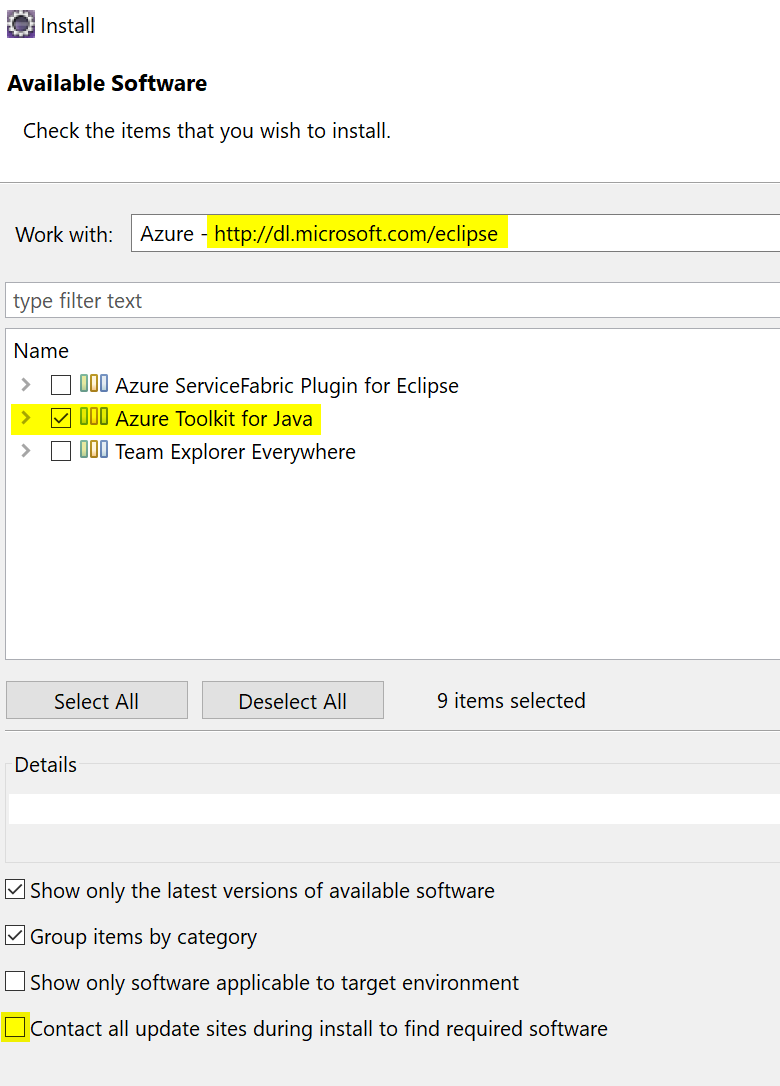 Install
Available Software
Check the items that you wish to install.
Work with: Azure - http://dl.microsoft.com/eclipse
type filter text
Name
Azure ServiceFabric Plugin for Eclipse
Azure Toolkit for Java
Team Explorer Everywhere
Select All Deselect All 9 items selected
Details
Show only the latest versions of available software
Group items by category
Show only software applicable to target environment
Contact all update sites during install to find required software